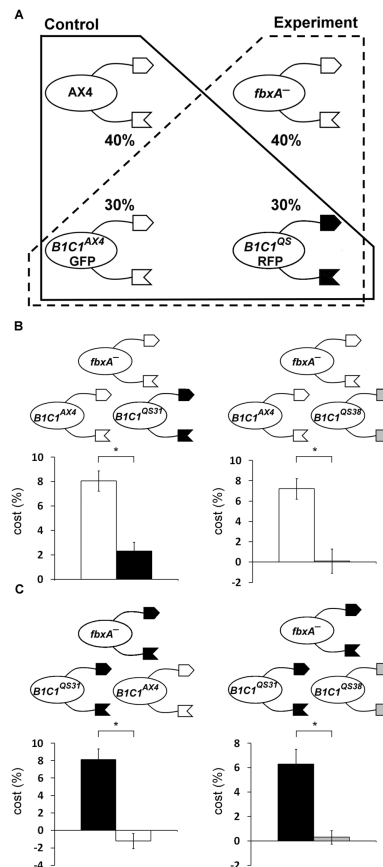 A
Control
Experiment
AX4
fbxA⁻
40%
40%
30%
30%
B1C1^AX4
GFP
B1C1^QS
RFP
B
fbxA⁻
fbxA⁻
B1C1^AX4
B1C1^QS31
B1C1^AX4
B1C1^QS38
cost (%)
10
8
6
4
2
0
*
cost (%)
10
8
6
4
2
0
-2
*
C
fbxA⁻
fbxA⁻
B1C1^QS31
B1C1^AX4
B1C1^QS31
B1C1^QS38
cost (%)
10
8
6
4
2
0
-2
-4
*
cost (%)
8
6
4
2
0
-2
*